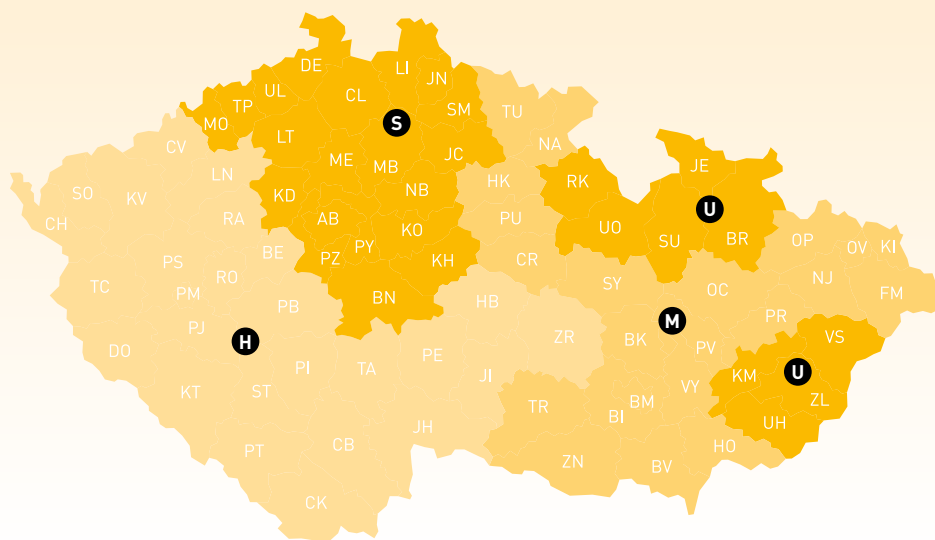 DE
LI
JN
UL
CL
TP
SM
MO
S
TU
LT
CV
NA
ME
JC
MB
JE
LN
HK
RK
NB
SO
KV
KD
U
CH
RA
AB
PU
KO
UO
SU
BR
OP
OV
KI
PY
BE
PZ
KH
CR
PS
RO
TC
PM
BN
SY
OC
NJ
FM
PB
HB
PJ
M
PR
H
ZR
BK
PV
VS
DO
PE
PI
TA
JI
KM
U
KT
ST
VY
ZL
TR
BM
BI
JH
UH
PT
CB
HO
ZN
BV
CK